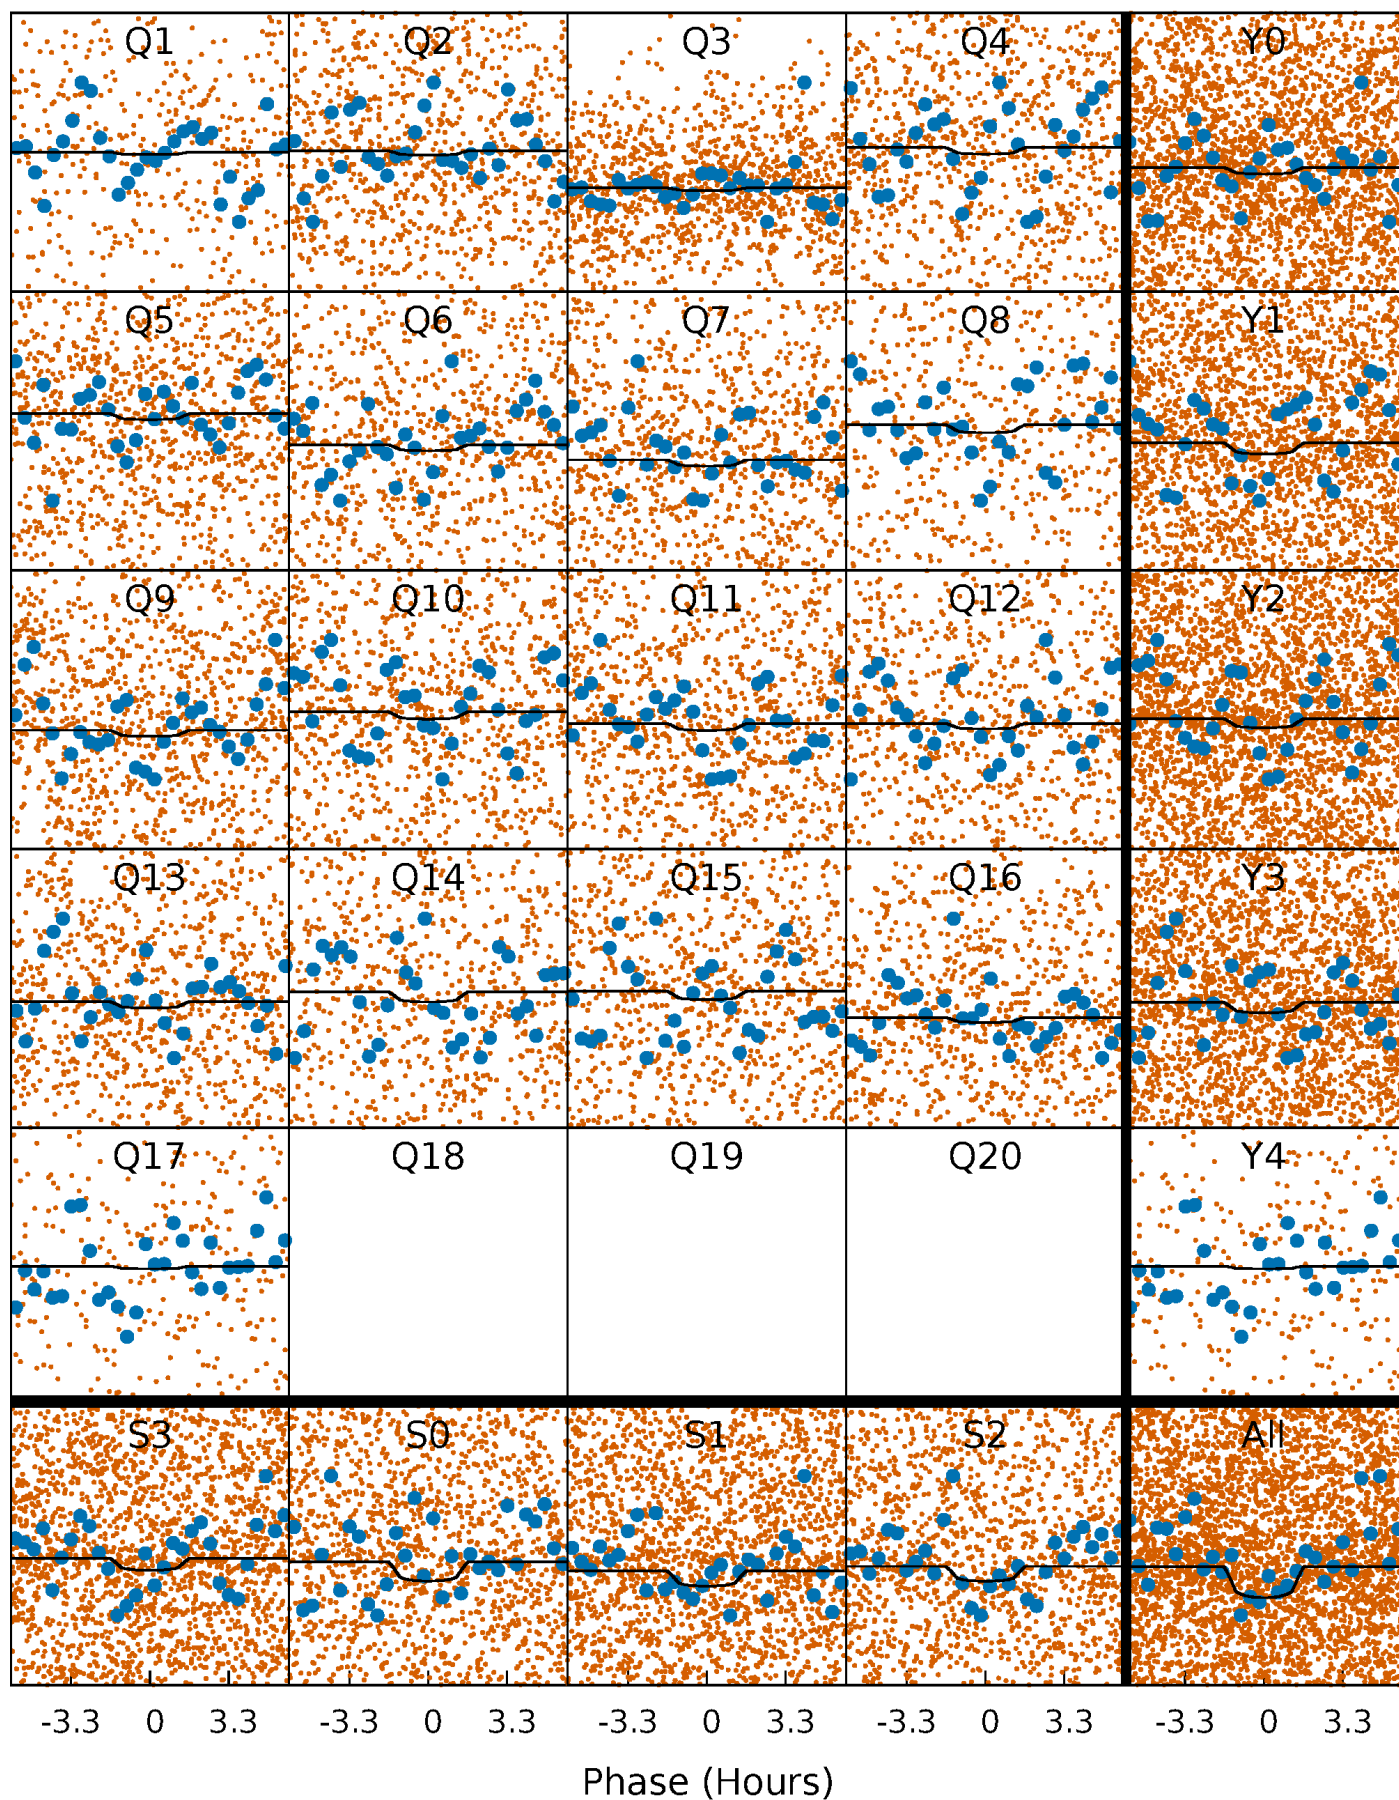 Q1 Q2 Q3 Q4 Y0
Q5 Q6 Q7 Q8 Y1
Q9 Q10 Q11 Q12 Y2
Q13 Q14 Q15 Q16 Y3
Q17 Q18 Q19 Q20 Y4
S3 S0 S1 S2 All
-3.3 0 3.3 -3.3 0 3.3 -3.3 0 3.3 -3.3 0 3.3 -3.3 0 3.3
Phase (Hours)